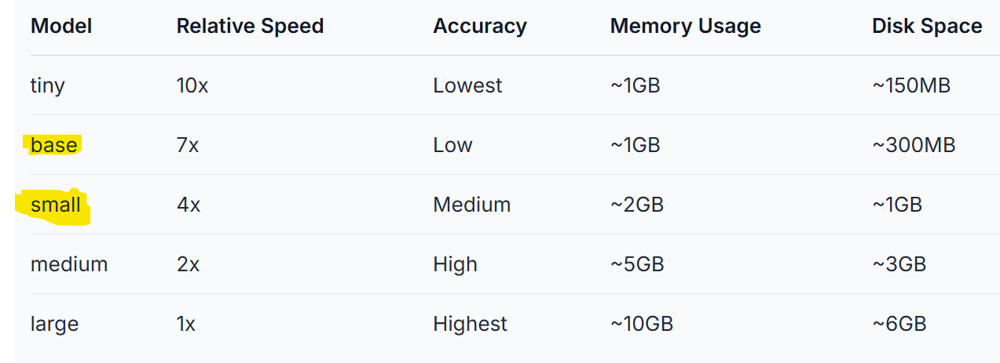 Model Relative Speed Accuracy Memory Usage Disk Space
tiny 10x Lowest ~1GB ~150MB
base 7x Low ~1GB ~300MB
small 4x Medium ~2GB ~1GB
medium 2x High ~5GB ~3GB
large 1x Highest ~10GB ~6GB